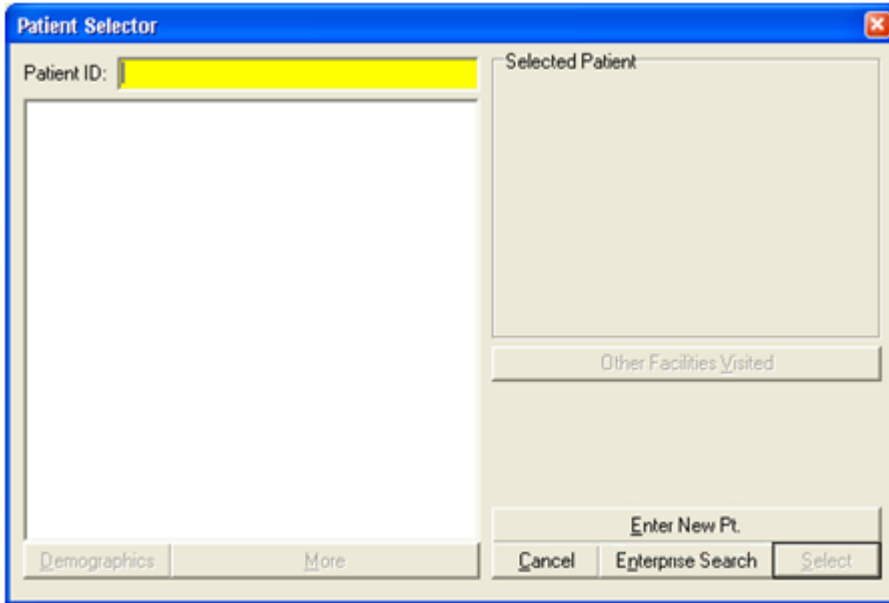 Patient Selector
Patient ID:
Selected Patient
Other Facilities Visited
Enter New Pt.
Demographics More Cancel Enterprise Search Select